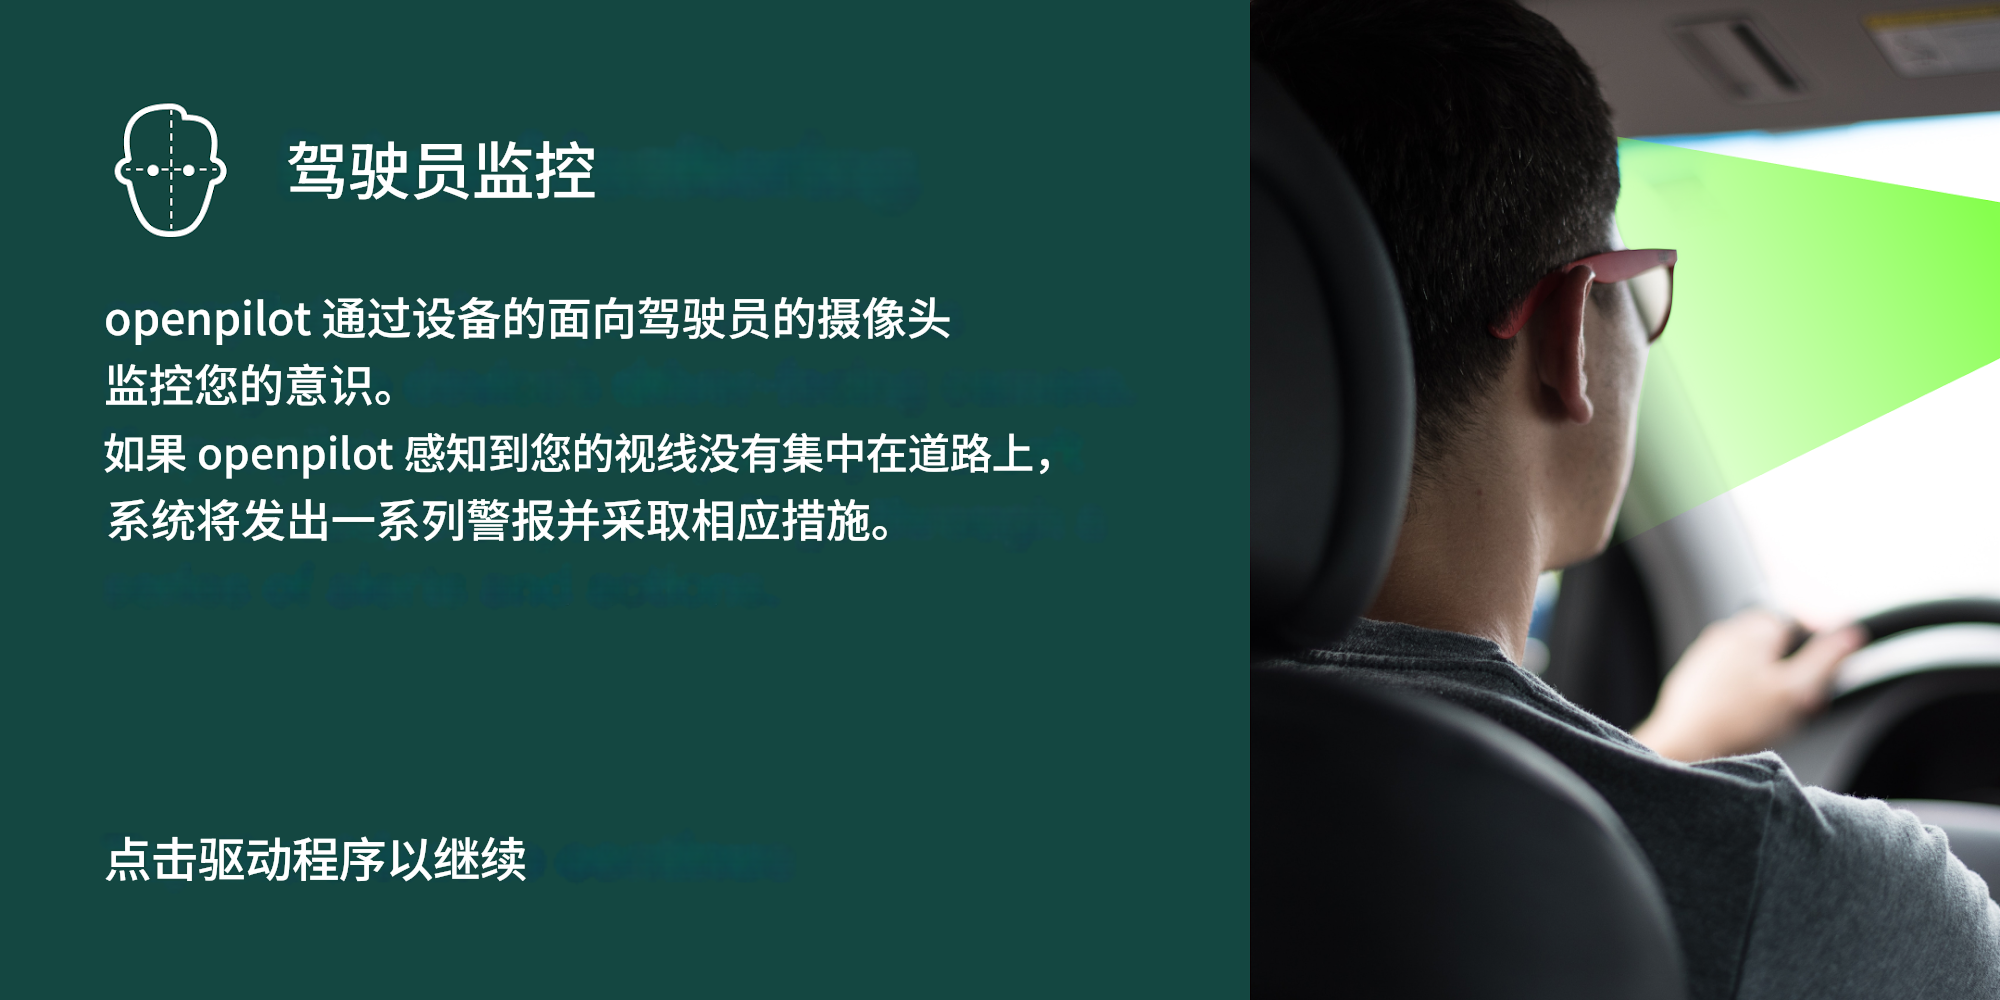 驾驶员监控
openpilot 通过设备的面向驾驶员的摄像头
监控您的意识。
如果 openpilot 感知到您的视线没有集中在道路上，
系统将发出一系列警报并采取相应措施。
点击驱动程序以继续